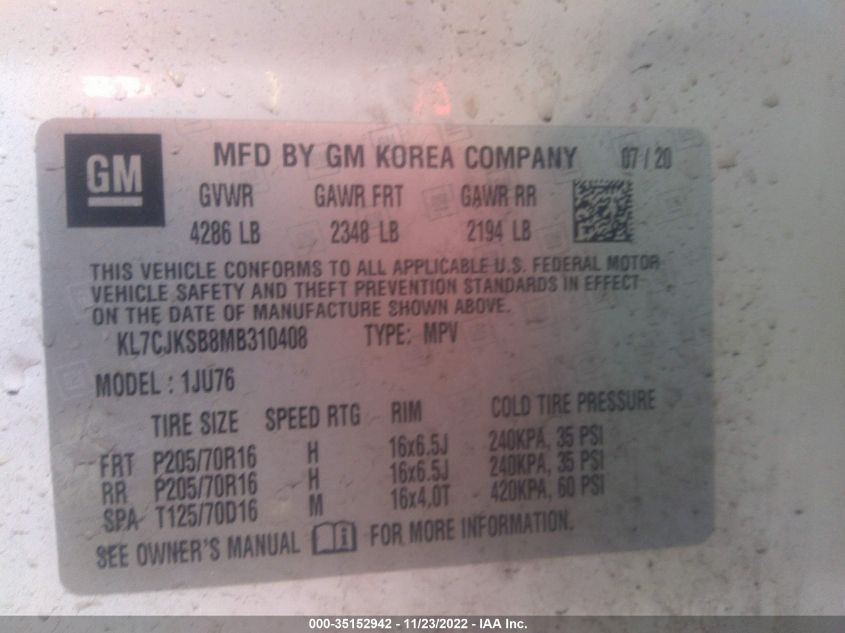 GM
MFD BY GM KOREA COMPANY 07 / 20
GVWR GAWR FRT GAWR RR
4286 LB 2348 LB 2194 LB
THIS VEHICLE CONFORMS TO ALL APPLICABLE U.S. FEDERAL MOTOR
VEHICLE SAFETY AND THEFT PREVENTION STANDARDS IN EFFECT
ON THE DATE OF MANUFACTURE SHOWN ABOVE.
KL7CJKSB8MB310408 TYPE: MPV
MODEL : 1JU76
TIRE SIZE SPEED RTG RIM COLD TIRE PRESSURE
FRT P205/70R16 H 16x6.5J 240KPA, 35 PSI
RR P205/70R16 H 16x6.5J 240KPA, 35 PSI
SPA T125/70D16 M 16x4.0T 420KPA, 60 PSI
SEE OWNER'S MANUAL i FOR MORE INFORMATION.
000-35152942 - 11/23/2022 - IAA Inc.